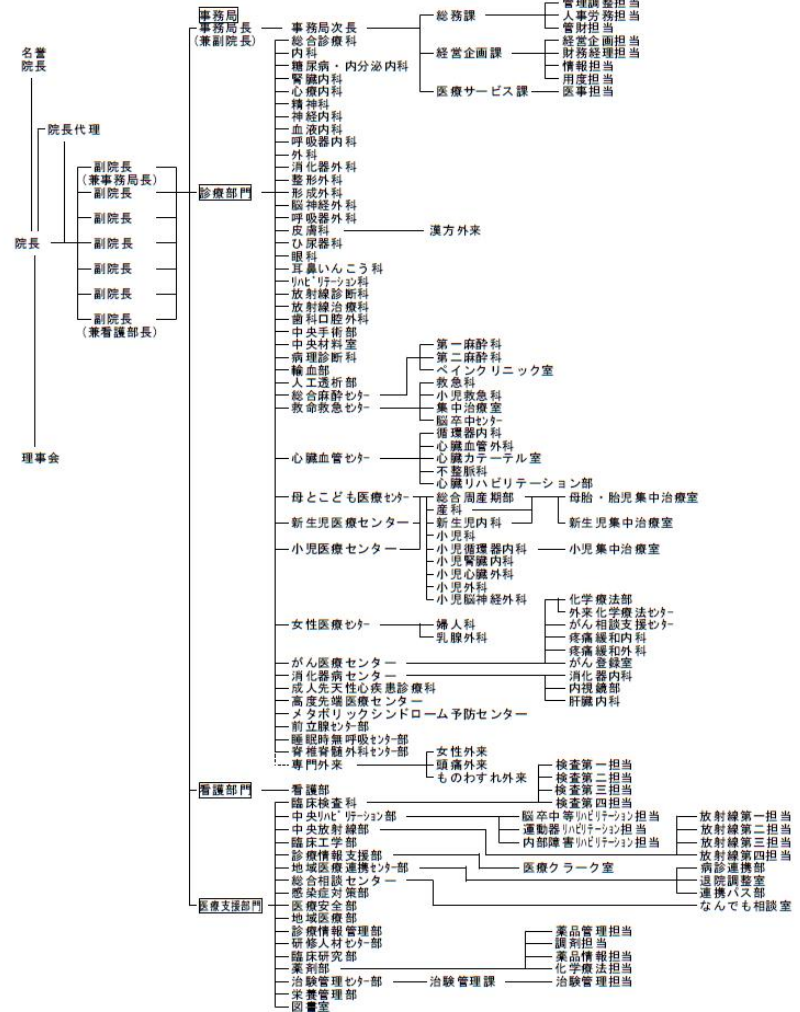 管理調整担当
事務局
総務課
人事労務担当
事務局長
事務局次長
管財担当
(兼副院長)
総合診療科
経営企画担当
名誉
院長
内科
経営企画課
財務経理担当
糖尿病・内分泌内科
情報担当
腎臓内科
用度担当
心療内科
医療サービス課
医事担当
精神科
神経内科
血液内科
院長代理
呼吸器内科
外科
消化器外科
副院長
(兼事務局長)
整形外科
副院長
診療部門
形成外科
脳神経外科
副院長
呼吸器外科
皮膚科
漢方外来
院長
副院長
ひ尿器科
眼科
副院長
耳鼻いんこう科
リハビリテーション科
副院長
放射線診断科
放射線治療科
副院長
(兼看護部長)
歯科口腔外科
中央手術部
中央材料室
第一麻酔科
病理診断科
第二麻酔科
輸血部
ペインクリニック室
人工透析部
救急科
総合麻酔センター
小児救急科
救命救急センター
集中治療室
脳卒中センター
循環器内科
心臓血管外科
理事会
心臓血管センター
心臓カテーテル室
不整脈科
心臓リハビリテーション部
母とこども医療センター
総合周産期部
母胎・胎児集中治療室
産科
新生児医療センター
新生児内科
新生児集中治療室
小児科
小児医療センター
小児循環器内科
小児集中治療室
小児腎臓内科
小児心臓外科
小児外科
小児脳神経外科
化学療法部
外来化学療法センター
女性医療センター
婦人科
がん相談支援センター
乳腺外科
疼痛緩和内科
疼痛緩和外科
がん医療センター
がん登録室
消化器病センター
消化器内科
成人先天性心疾患診療科
内視鏡部
高度先端医療センター
肝臓内科
メタボリックシンドローム予防センター
前立腺センター部
睡眠時無呼吸センター部
脊椎脊髄外科センター部
女性外来
専門外来
頭痛外来
検査第一担当
ものわすれ外来
検査第二担当
看護部門
看護部
検査第三担当
臨床検査科
検査第四担当
中央リハビリテーション部
脳卒中等リハビリテーション担当
放射線第一担当
中央放射線部
運動器リハビリテーション担当
放射線第二担当
臨床工学部
内部障害リハビリテーション担当
放射線第三担当
診療情報支援部
放射線第四担当
地域医療連携センター部
医療クラーク室
病診連携部
総合相談センター
退院調整室
感染症対策部
連携パス部
医療支援部門
医療安全部
なんでも相談室
地域医療部
診療情報管理部
薬品管理担当
研修人材センター部
調剤担当
臨床研究部
薬品情報担当
薬剤部
化学療法担当
治験管理センター部
治験管理課
治験管理担当
栄養管理部
図書室